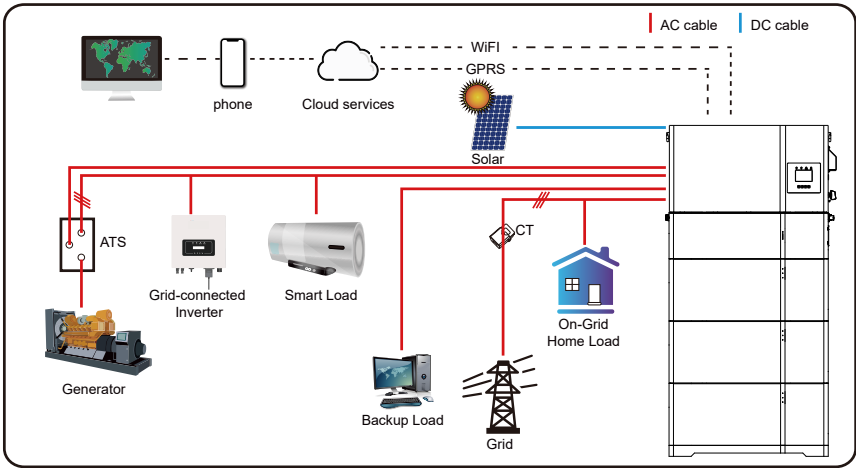 AC cable
DC cable
WiFI
GPRS
phone
Cloud services
Solar
ATS
CT
Grid-connected
Inverter
Smart Load
On-Grid
Home Load
Generator
Backup Load
Grid